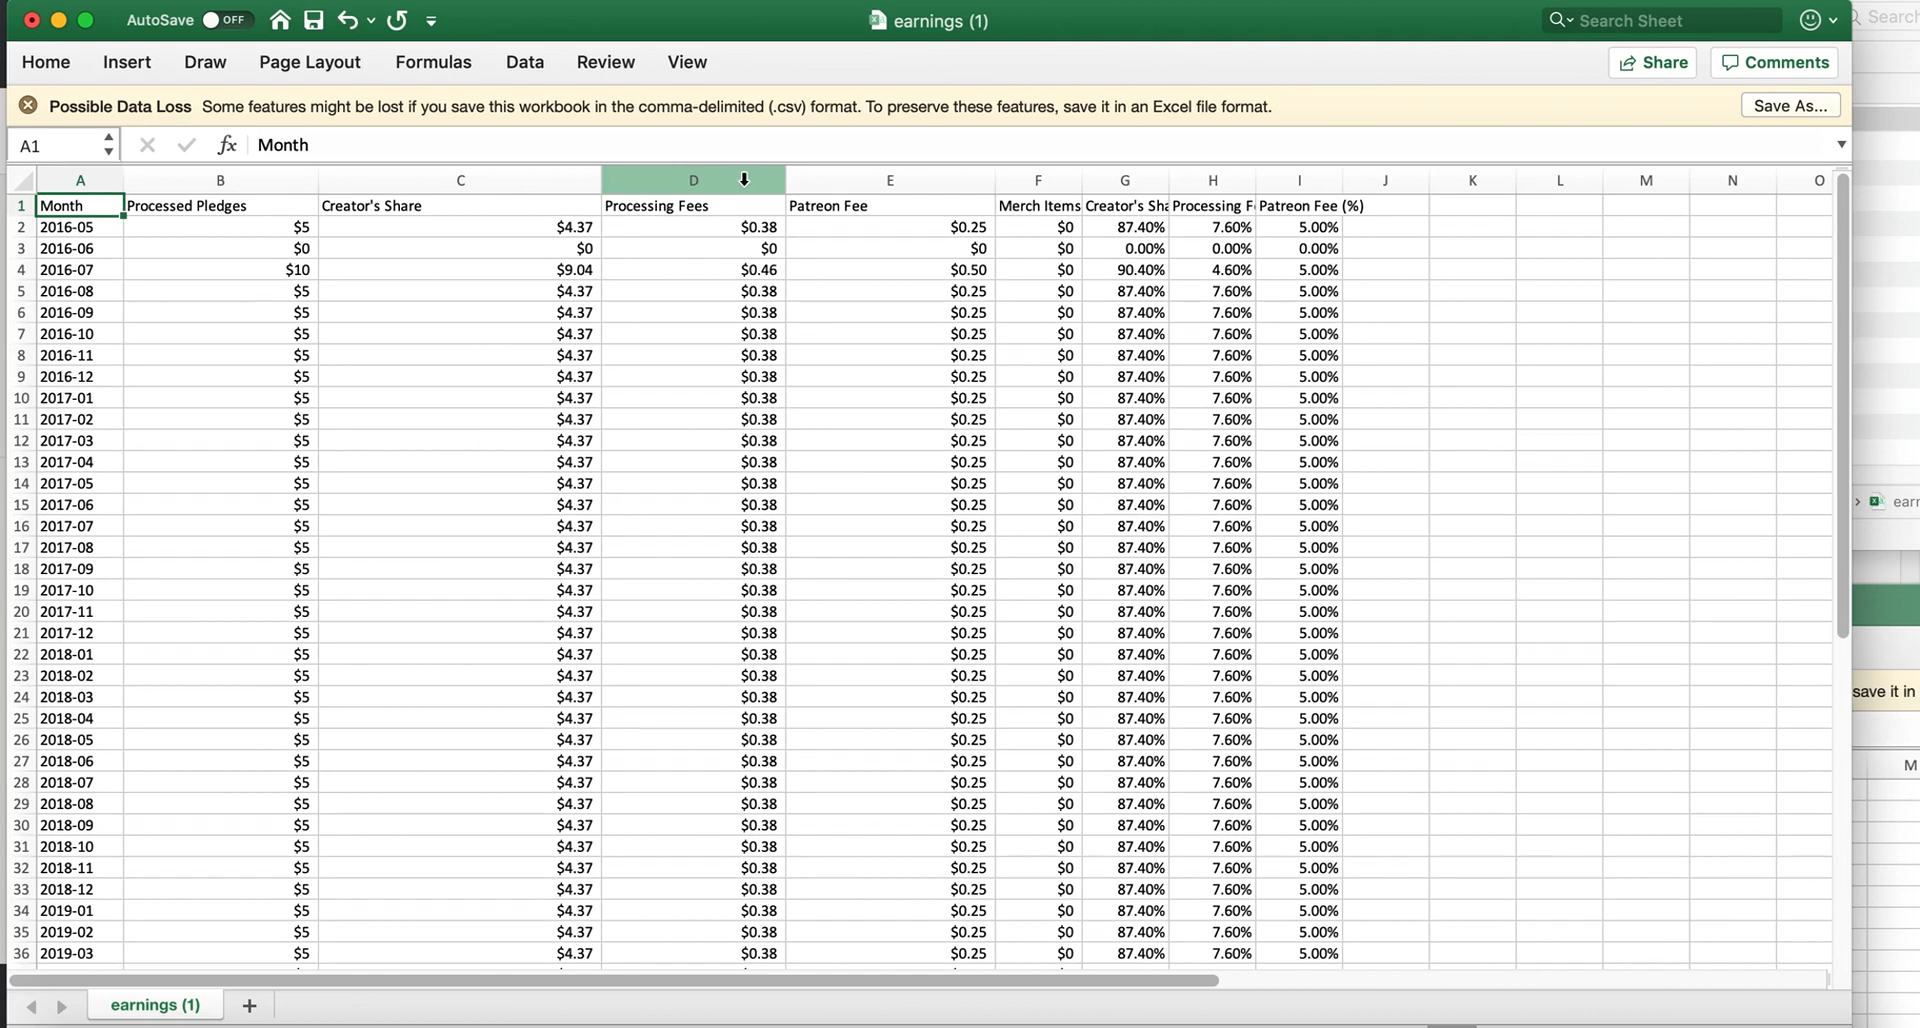 AutoSave OFF earnings (1) Search Sheet Search
Home Insert Draw Page Layout Formulas Data Review View Share Comments
Possible Data Loss Some features might be lost if you save this workbook in the comma-delimited (.csv) format. To preserve these features, save it in an Excel file format. Save As...
A1 fx Month
A B C D E F G H I J K L M N O
1 Month Processed Pledges Creator's Share Processing Fees Patreon Fee Merch Items Creator's Sha Processing Fe Patreon Fee (%)
2 2016-05 $5 $4.37 $0.38 $0.25 $0 87.40% 7.60% 5.00%
3 2016-06 $0 $0 $0 $0 $0 0.00% 0.00% 0.00%
4 2016-07 $10 $9.04 $0.46 $0.50 $0 90.40% 4.60% 5.00%
5 2016-08 $5 $4.37 $0.38 $0.25 $0 87.40% 7.60% 5.00%
6 2016-09 $5 $4.37 $0.38 $0.25 $0 87.40% 7.60% 5.00%
7 2016-10 $5 $4.37 $0.38 $0.25 $0 87.40% 7.60% 5.00%
8 2016-11 $5 $4.37 $0.38 $0.25 $0 87.40% 7.60% 5.00%
9 2016-12 $5 $4.37 $0.38 $0.25 $0 87.40% 7.60% 5.00%
10 2017-01 $5 $4.37 $0.38 $0.25 $0 87.40% 7.60% 5.00%
11 2017-02 $5 $4.37 $0.38 $0.25 $0 87.40% 7.60% 5.00%
12 2017-03 $5 $4.37 $0.38 $0.25 $0 87.40% 7.60% 5.00%
13 2017-04 $5 $4.37 $0.38 $0.25 $0 87.40% 7.60% 5.00%
14 2017-05 $5 $4.37 $0.38 $0.25 $0 87.40% 7.60% 5.00%
15 2017-06 $5 $4.37 $0.38 $0.25 $0 87.40% 7.60% 5.00% earn
16 2017-07 $5 $4.37 $0.38 $0.25 $0 87.40% 7.60% 5.00%
17 2017-08 $5 $4.37 $0.38 $0.25 $0 87.40% 7.60% 5.00%
18 2017-09 $5 $4.37 $0.38 $0.25 $0 87.40% 7.60% 5.00%
19 2017-10 $5 $4.37 $0.38 $0.25 $0 87.40% 7.60% 5.00%
20 2017-11 $5 $4.37 $0.38 $0.25 $0 87.40% 7.60% 5.00%
21 2017-12 $5 $4.37 $0.38 $0.25 $0 87.40% 7.60% 5.00%
22 2018-01 $5 $4.37 $0.38 $0.25 $0 87.40% 7.60% 5.00%
23 2018-02 $5 $4.37 $0.38 $0.25 $0 87.40% 7.60% 5.00%
24 2018-03 $5 $4.37 $0.38 $0.25 $0 87.40% 7.60% 5.00% save it in
25 2018-04 $5 $4.37 $0.38 $0.25 $0 87.40% 7.60% 5.00%
26 2018-05 $5 $4.37 $0.38 $0.25 $0 87.40% 7.60% 5.00%
27 2018-06 $5 $4.37 $0.38 $0.25 $0 87.40% 7.60% 5.00% M
28 2018-07 $5 $4.37 $0.38 $0.25 $0 87.40% 7.60% 5.00%
29 2018-08 $5 $4.37 $0.38 $0.25 $0 87.40% 7.60% 5.00%
30 2018-09 $5 $4.37 $0.38 $0.25 $0 87.40% 7.60% 5.00%
31 2018-10 $5 $4.37 $0.38 $0.25 $0 87.40% 7.60% 5.00%
32 2018-11 $5 $4.37 $0.38 $0.25 $0 87.40% 7.60% 5.00%
33 2018-12 $5 $4.37 $0.38 $0.25 $0 87.40% 7.60% 5.00%
34 2019-01 $5 $4.37 $0.38 $0.25 $0 87.40% 7.60% 5.00%
35 2019-02 $5 $4.37 $0.38 $0.25 $0 87.40% 7.60% 5.00%
36 2019-03 $5 $4.37 $0.38 $0.25 $0 87.40% 7.60% 5.00%
earnings (1) +